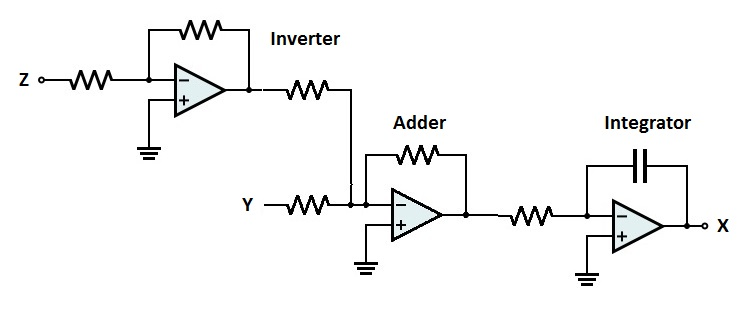 Inverter
Z
Adder
Integrator
Y
X